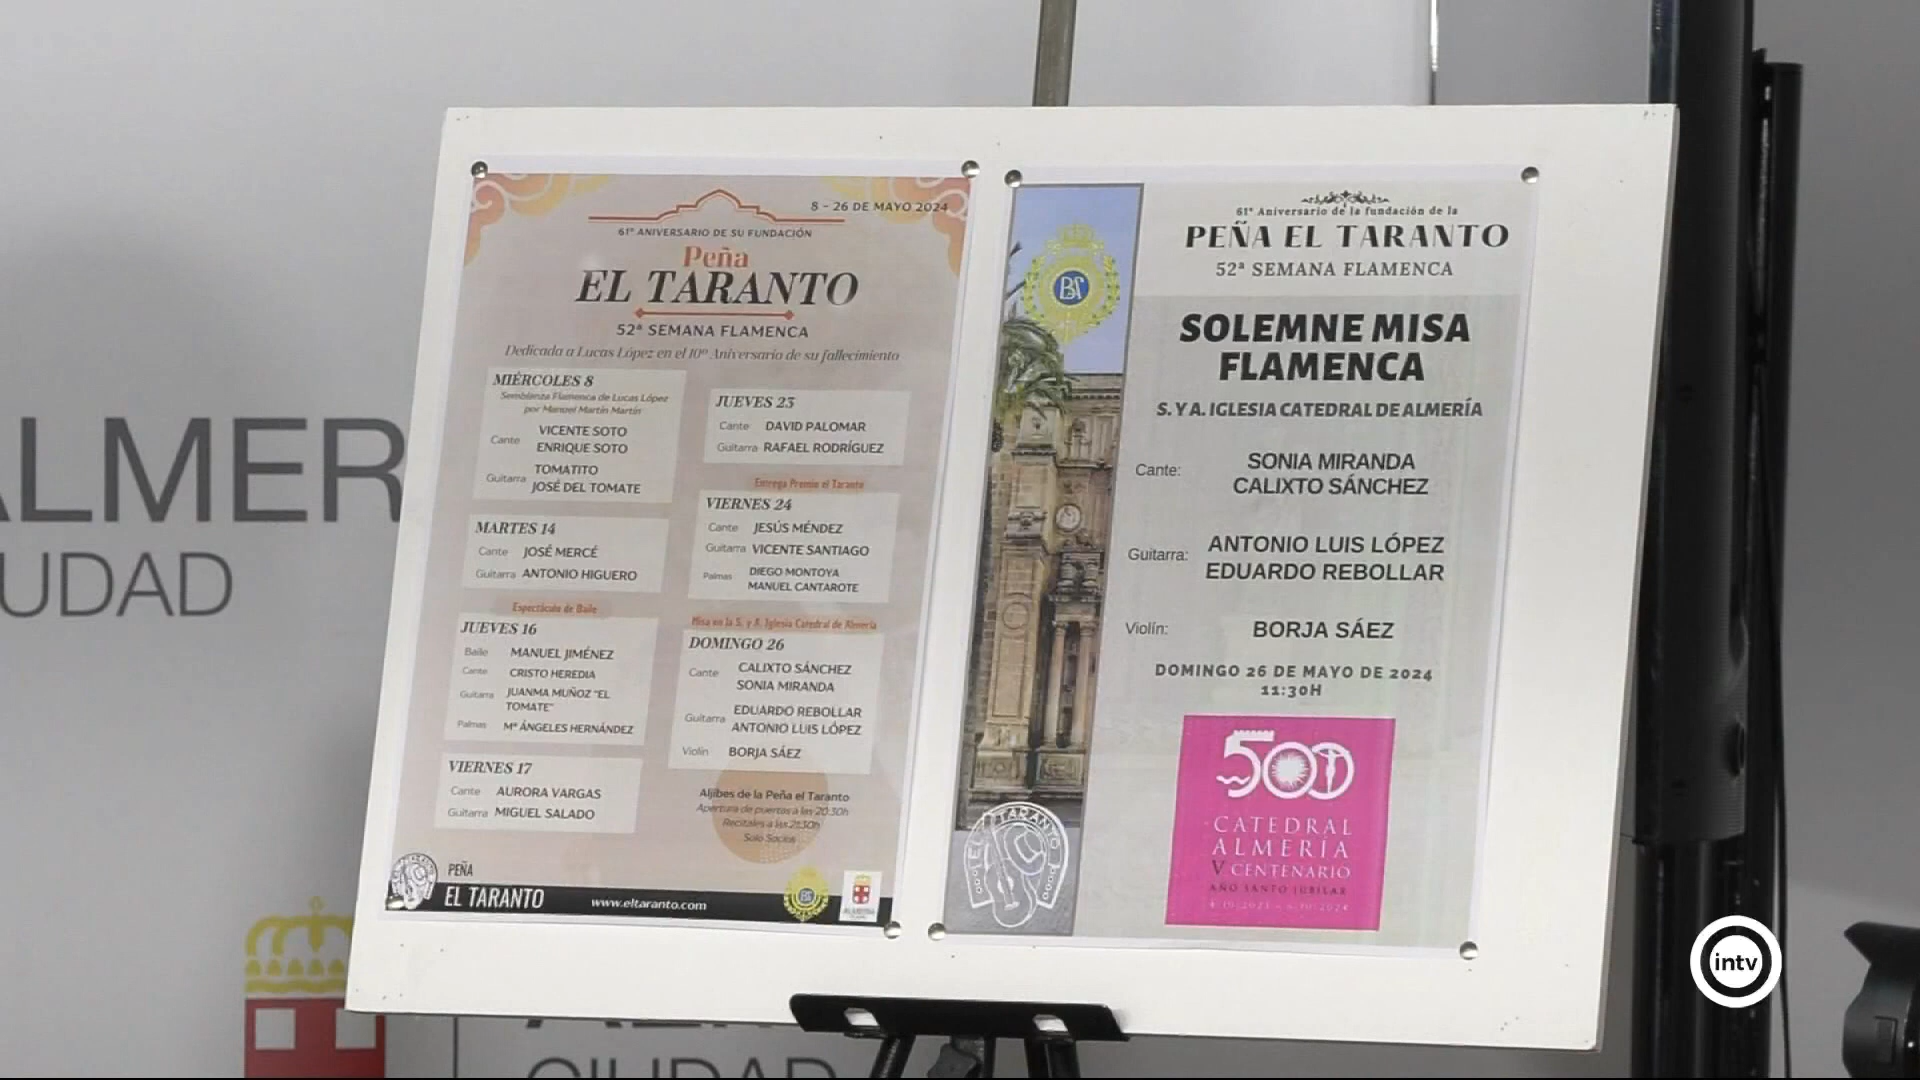 ALMER
CIUDAD
8 - 26 DE MAYO 2024
61º ANIVERSARIO DE SU FUNDACIÓN
Peña
EL TARANTO
52ª SEMANA FLAMENCA
Dedicada a Lucas López en el 10º Aniversario de su fallecimiento
MIÉRCOLES 8
Semblanza Flamenca de Lucas López
por Manuel Martín Martín
Cante VICENTE SOTO
ENRIQUE SOTO
Guitarra TOMATITO
JOSÉ DEL TOMATE
MARTES 14
Cante JOSÉ MERCÉ
Guitarra ANTONIO HIGUERO
Espectáculo de Baile
JUEVES 16
Baile MANUEL JIMÉNEZ
Cante CRISTO HEREDIA
Guitarra JUANMA MUÑOZ "EL
TOMATE"
Palmas Mª ÁNGELES HERNÁNDEZ
VIERNES 17
Cante AURORA VARGAS
Guitarra MIGUEL SALADO
JUEVES 23
Cante DAVID PALOMAR
Guitarra RAFAEL RODRÍGUEZ
Entrega Premio el Taranto
VIERNES 24
Cante JESÚS MÉNDEZ
Guitarra VICENTE SANTIAGO
Palmas DIEGO MONTOYA
MANUEL CANTAROTE
Misa en la S. y A. Iglesia Catedral de Almería
DOMINGO 26
Cante CALIXTO SÁNCHEZ
SONIA MIRANDA
Guitarra EDUARDO REBOLLAR
ANTONIO LUIS LÓPEZ
Violín BORJA SÁEZ
Aljibes de la Peña el Taranto
Apertura de puertas a las 20:30h
Recitales a las 21:30h
Solo Socios
PEÑA
EL TARANTO
www.eltaranto.com
61º Aniversario de la fundación de la
PEÑA EL TARANTO
52ª SEMANA FLAMENCA
SOLEMNE MISA
FLAMENCA
S. Y A. IGLESIA CATEDRAL DE ALMERÍA
Cante: SONIA MIRANDA
CALIXTO SÁNCHEZ
Guitarra: ANTONIO LUIS LÓPEZ
EDUARDO REBOLLAR
Violín: BORJA SÁEZ
DOMINGO 26 DE MAYO DE 2024
11:30H
500
CATEDRAL
ALMERÍA
V CENTENARIO
AÑO SANTO JUBILAR
EL TARANTO
CIUDAD
intv